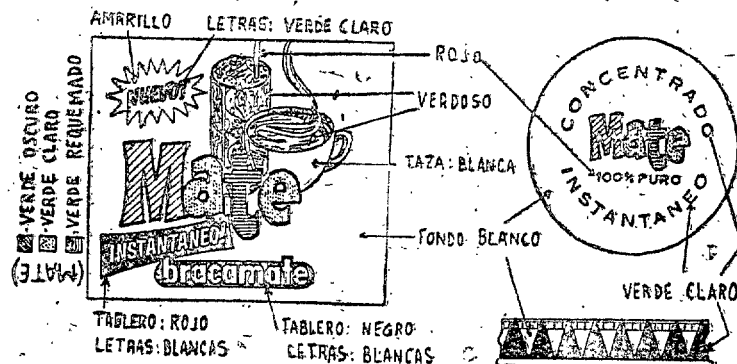 AMARILLO
LETRAS: VERDE CLARO
NUEVO!
ROJO
VERDOSO
TAZA: BLANCA
FONDO BLANCO
(MATE)
-VERDE OSCURO
-VERDE CLARO
-VERDE REQUEMADO
Mate
INSTANTANEO!
bracamate
TABLERO: ROJO
LETRAS: BLANCAS
TABLERO: NEGRO
LETRAS: BLANCAS
CONCENTRADO
Mate
100% PURO
INSTANTANEO
VERDE CLARO